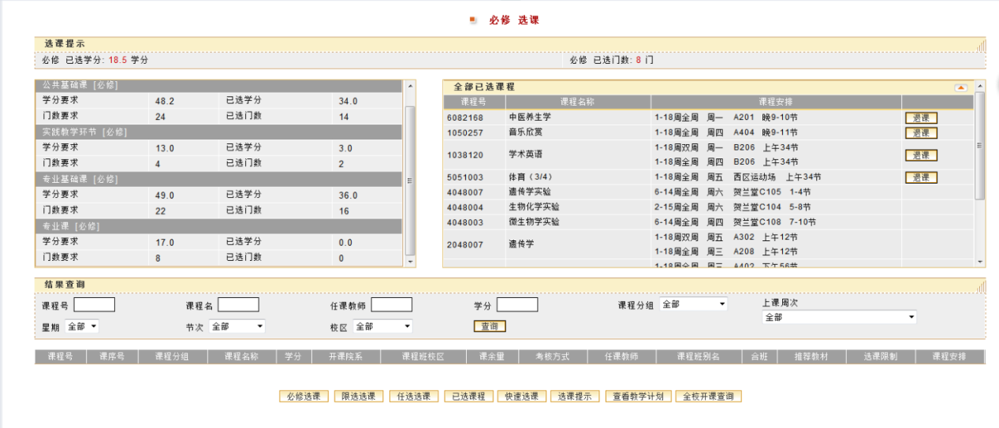 必修 选课
选课提示
必修 已选学分: 18.5 学分 必修 已选门数: 8 门
公共基础课 [必修]
学分要求 48.2 已选学分 34.0
门数要求 24 已选门数 14
实践教学环节 [必修]
学分要求 13.0 已选学分 3.0
门数要求 4 已选门数 2
专业基础课 [必修]
学分要求 49.0 已选学分 36.0
门数要求 22 已选门数 16
专业课 [必修]
学分要求 17.0 已选学分 0.0
门数要求 8 已选门数 0
全部已选课程
课程号 课程名称 课程安排
6082168 中医养生学 1-18周全周 周一 A201 晚9-10节 退课
1050257 音乐欣赏 1-18周全周 周四 A404 晚9-11节 退课
1038120 学术英语 1-18周双周 周一 B206 上午34节 退课
1-18周全周 周四 B206 上午34节
5051003 体育（3/4） 1-18周全周 周五 西区运动场 上午34节 退课
4048007 遗传学实验 6-14周全周 周六 贺兰堂C105 1-4节
4048004 生物化学实验 2-15周全周 周六 贺兰堂C104 5-8节
4048003 微生物学实验 6-14周全周 周四 贺兰堂C108 7-10节
2048007 遗传学 1-18周双周 周五 A302 上午12节
1-18周全周 周三 A208 上午12节
1-18周全周 周三 A402 下午56节
结果查询
课程号 课程名 任课教师 学分 课程分组 全部 上课周次
全部
星期 全部 节次 全部 校区 全部 查询
课程号 课序号 课程分组 课程名称 学分 开课院系 课程班校区 课余量 考核方式 任课教师 课程班别名 合班 推荐教材 选课限制 课程安排
必修选课 限选选课 任选选课 已选课程 快速选课 选课提示 查看教学计划 全校开课查询